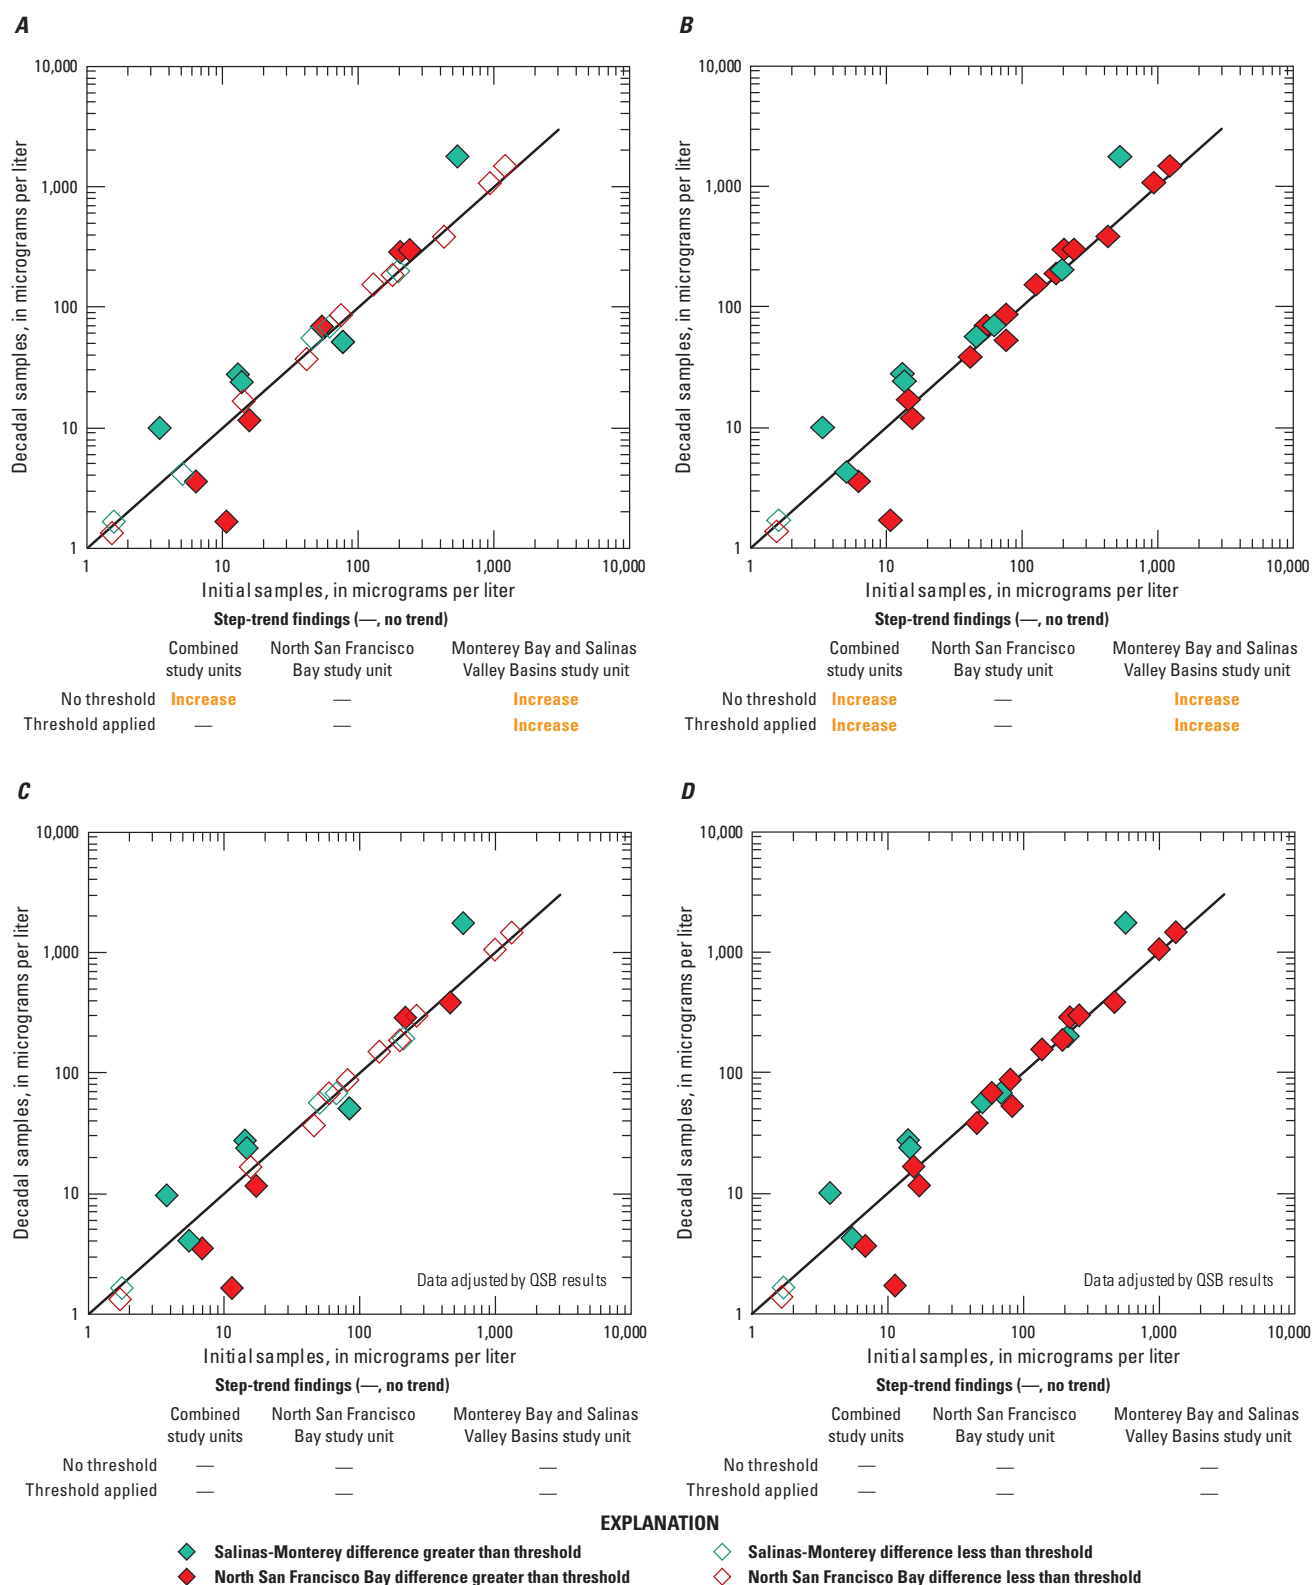 A
B
10,000
1,000
100
10
1
Decadal samples, in micrograms per liter
1 10 100 1,000 10,000
Initial samples, in micrograms per liter
Step-trend findings (—, no trend)
Combined study units
North San Francisco Bay study unit
Monterey Bay and Salinas Valley Basins study unit
No threshold Increase — Increase
Threshold applied — — Increase
10,000
1,000
100
10
1
Decadal samples, in micrograms per liter
1 10 100 1,000 10,000
Initial samples, in micrograms per liter
Step-trend findings (—, no trend)
Combined study units
North San Francisco Bay study unit
Monterey Bay and Salinas Valley Basins study unit
No threshold Increase — Increase
Threshold applied Increase — Increase
C
D
10,000
1,000
100
10
1
Decadal samples, in micrograms per liter
Data adjusted by QSB results
1 10 100 1,000 10,000
Initial samples, in micrograms per liter
Step-trend findings (—, no trend)
Combined study units
North San Francisco Bay study unit
Monterey Bay and Salinas Valley Basins study unit
No threshold — — —
Threshold applied — — —
10,000
1,000
100
10
1
Decadal samples, in micrograms per liter
Data adjusted by QSB results
1 10 100 1,000 10,000
Initial samples, in micrograms per liter
Step-trend findings (—, no trend)
Combined study units
North San Francisco Bay study unit
Monterey Bay and Salinas Valley Basins study unit
No threshold — — —
Threshold applied — — —
EXPLANATION
Salinas-Monterey difference greater than threshold
North San Francisco Bay difference greater than threshold
Salinas-Monterey difference less than threshold
North San Francisco Bay difference less than threshold